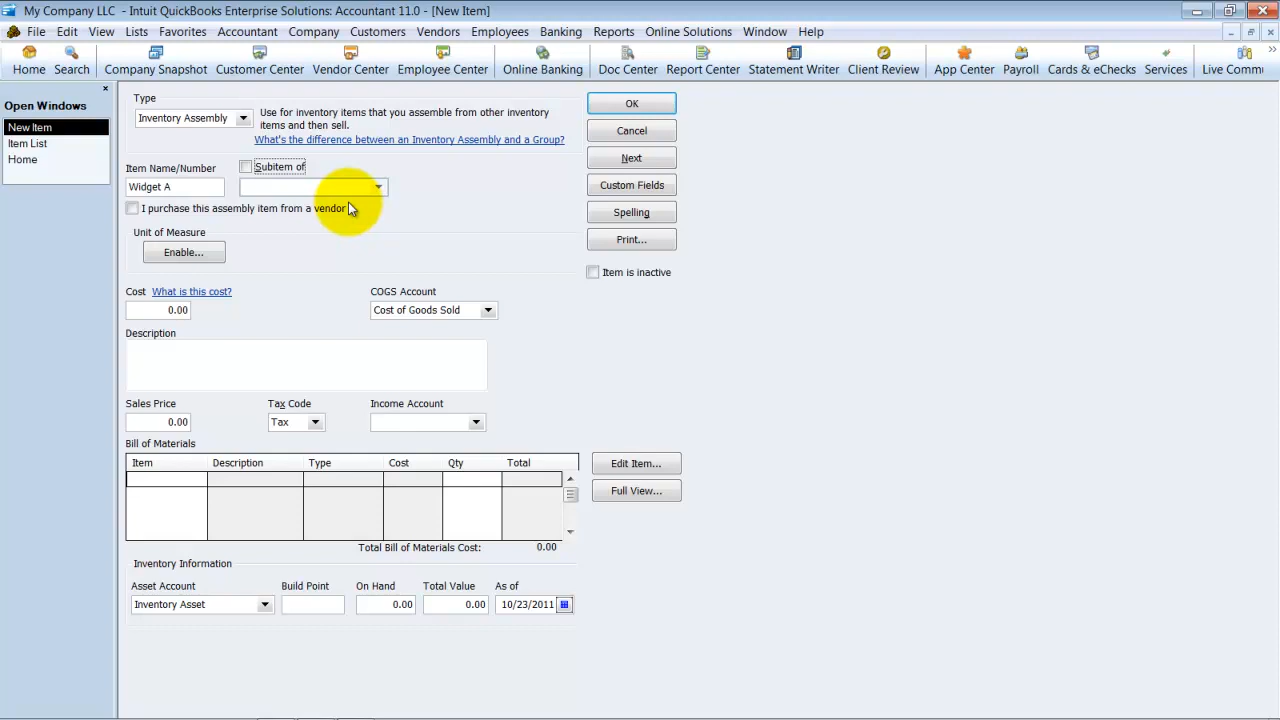 My Company LLC - Intuit QuickBooks Enterprise Solutions: Accountant 11.0 - [New Item]
File Edit View Lists Favorites Accountant Company Customers Vendors Employees Banking Reports Online Solutions Window Help
Home Search Company Snapshot Customer Center Vendor Center Employee Center Online Banking Doc Center Report Center Statement Writer Client Review App Center Payroll Cards & eChecks Services Live Commu
Open Windows
New Item
Item List
Home
Type
Inventory Assembly
Use for inventory items that you assemble from other inventory
items and then sell.
What's the difference between an Inventory Assembly and a Group?
OK
Cancel
Next
Custom Fields
Spelling
Print...
Item is inactive
Item Name/Number
Subitem of
Widget A
I purchase this assembly item from a vendor
Unit of Measure
Enable...
Cost What is this cost?
COGS Account
0.00
Cost of Goods Sold
Description
Sales Price Tax Code Income Account
0.00 Tax
Bill of Materials
Item Description Type Cost Qty Total
Edit Item...
Full View...
Total Bill of Materials Cost: 0.00
Inventory Information
Asset Account Build Point On Hand Total Value As of
Inventory Asset 0.00 0.00 10/23/2011